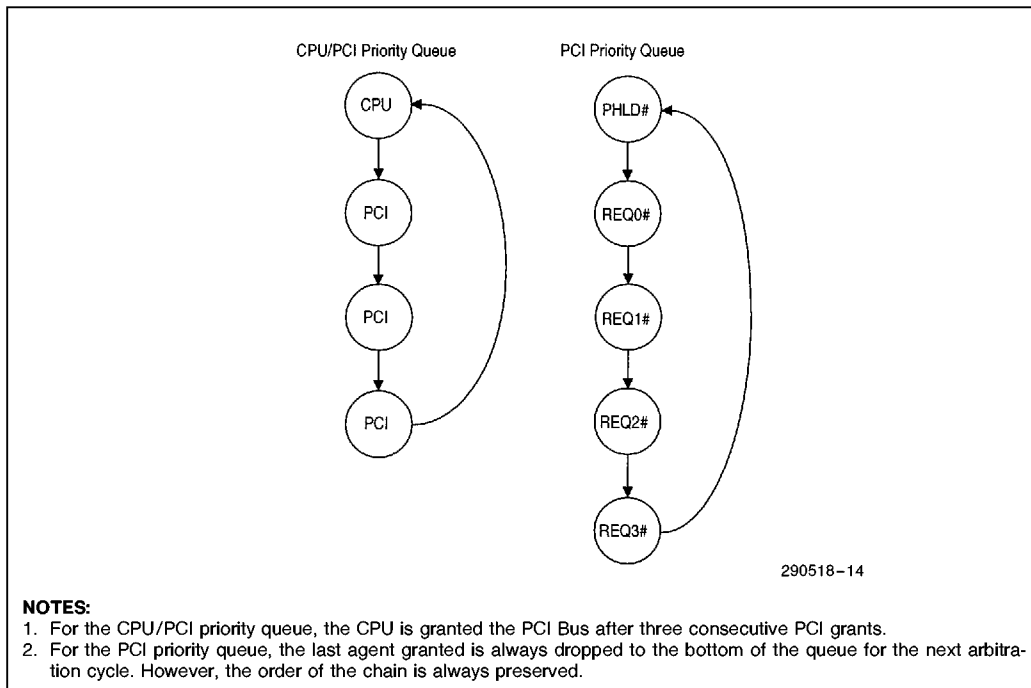 CPU/PCI Priority Queue
CPU
PCI
PCI
PCI
PCI Priority Queue
PHLD#
REQ0#
REQ1#
REQ2#
REQ3#
290518–14
NOTES:
1. For the CPU/PCI priority queue, the CPU is granted the PCI Bus after three consecutive PCI grants.
2. For the PCI priority queue, the last agent granted is always dropped to the bottom of the queue for the next arbitra-
tion cycle. However, the order of the chain is always preserved.